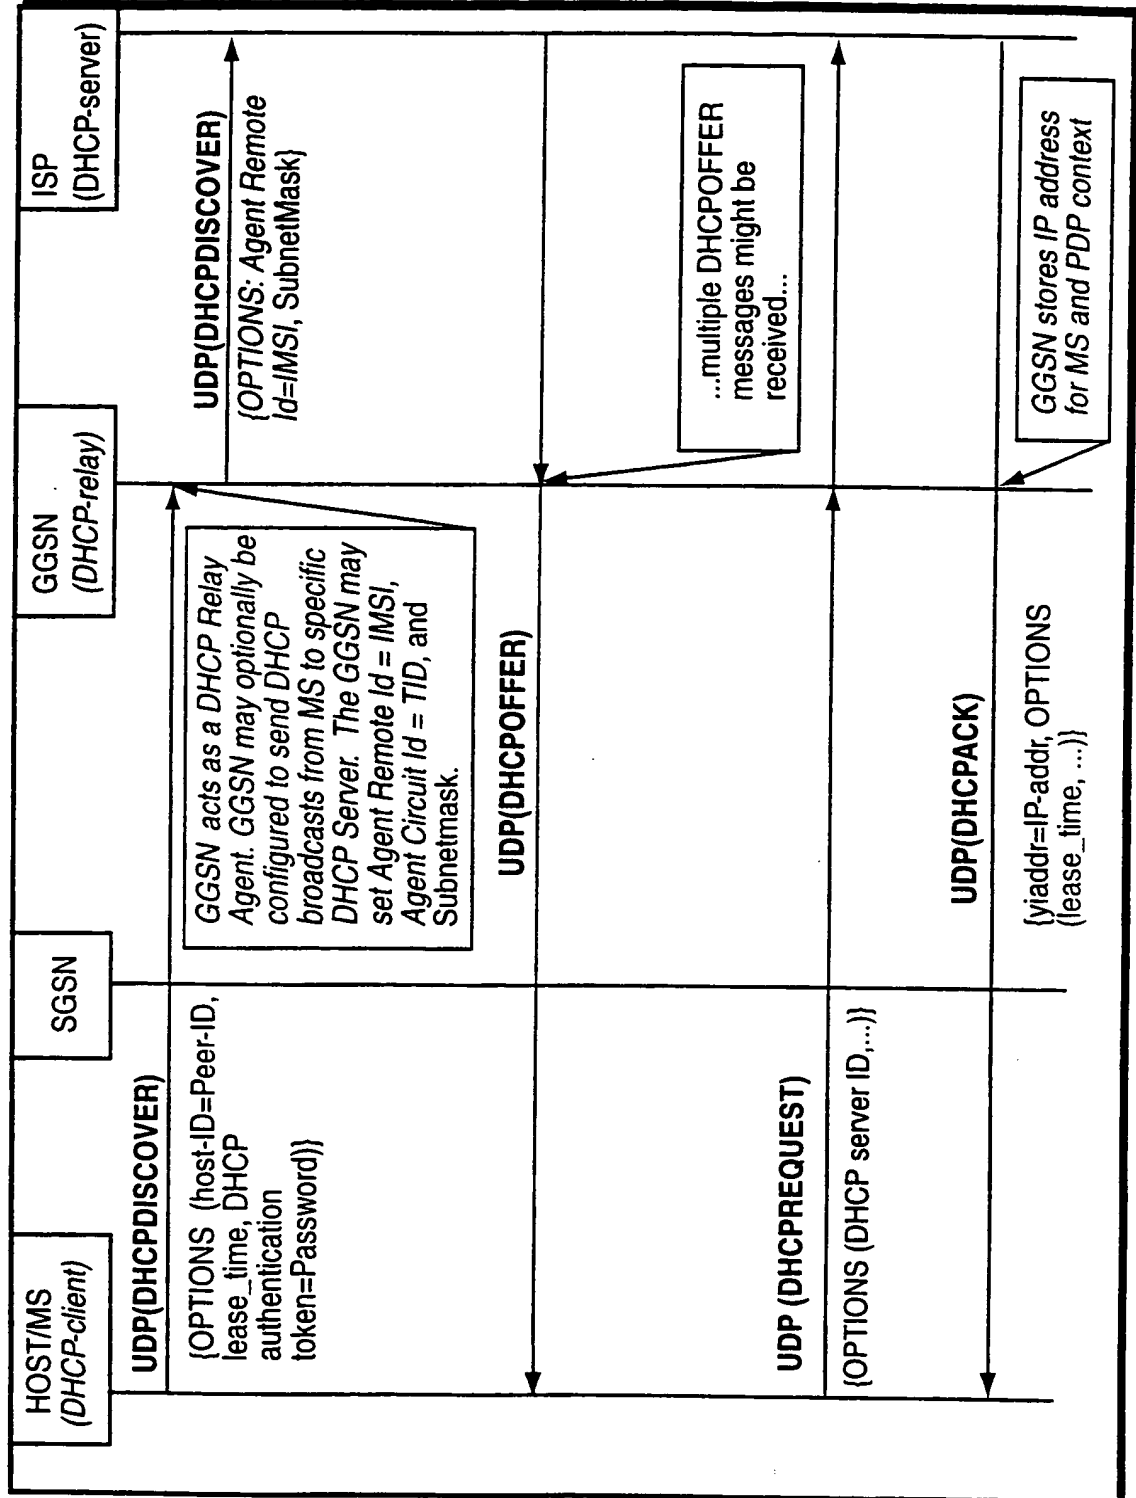 HOST/MS
(DHCP-client)
SGSN
GGSN
(DHCP-relay)
ISP
(DHCP-server)
UDP(DHCPDISCOVER)
{OPTIONS (host-ID=Peer-ID,
lease_time, DHCP
authentication
token=Password)}
GGSN acts as a DHCP Relay
Agent. GGSN may optionally be
configured to send DHCP
broadcasts from MS to specific
DHCP Server. The GGSN may
set Agent Remote Id = IMSI,
Agent Circuit Id = TID, and
Subnetmask.
UDP(DHCPDISCOVER)
{OPTIONS: Agent Remote
Id=IMSI, SubnetMask}
UDP(DHCPOFFER)
...multiple DHCPOFFER
messages might be
received...
UDP (DHCPREQUEST)
{OPTIONS (DHCP server ID,...)}
UDP(DHCPACK)
{yiaddr=IP-addr, OPTIONS
(lease_time, ...)}
GGSN stores IP address
for MS and PDP context